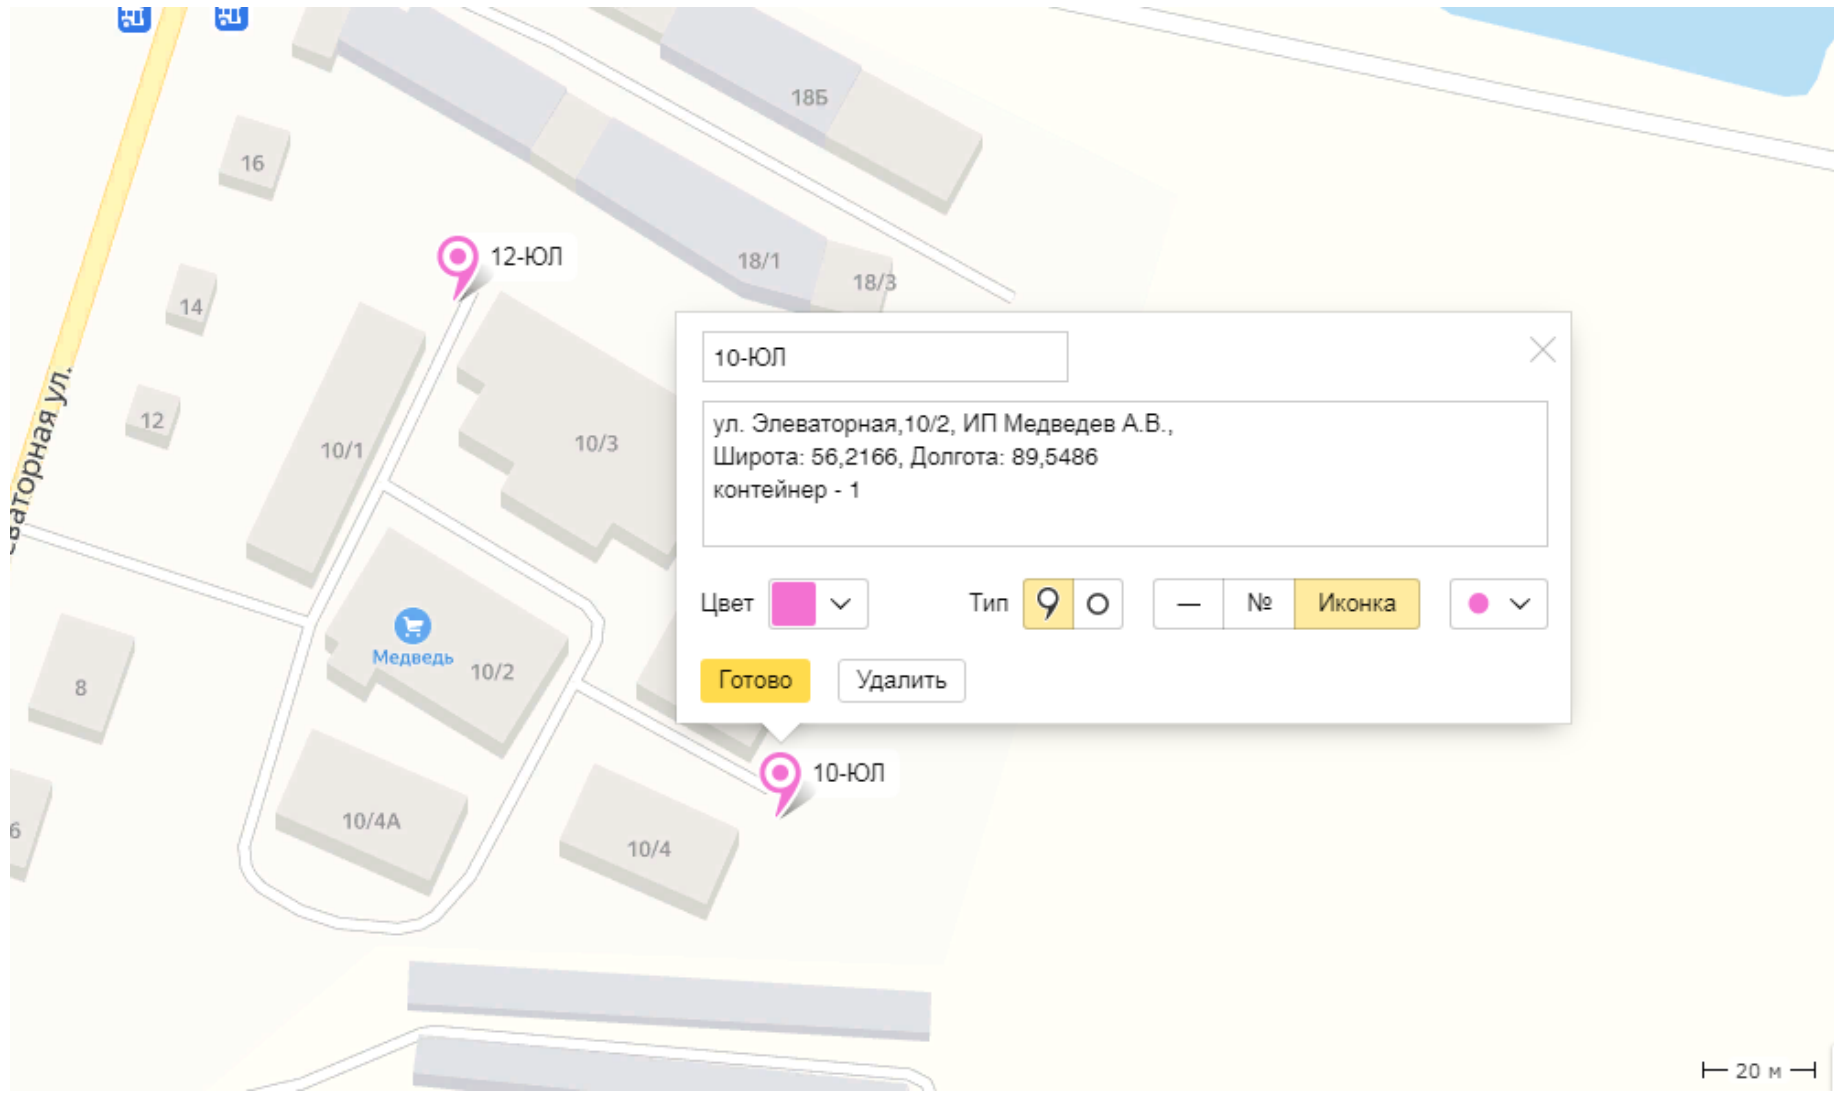 18Б
16
12-ЮЛ
18/1
18/3
14
10-ЮЛ
ул. Элеваторная,10/2, ИП Медведев А.В.,
Широта: 56,2166, Долгота: 89,5486
контейнер - 1
12
10/1
10/3
еваторная ул.
Цвет
Тип
—
№
Иконка
Медведь
10/2
8
Готово
Удалить
10-ЮЛ
10/4А
10/4
6
20 м